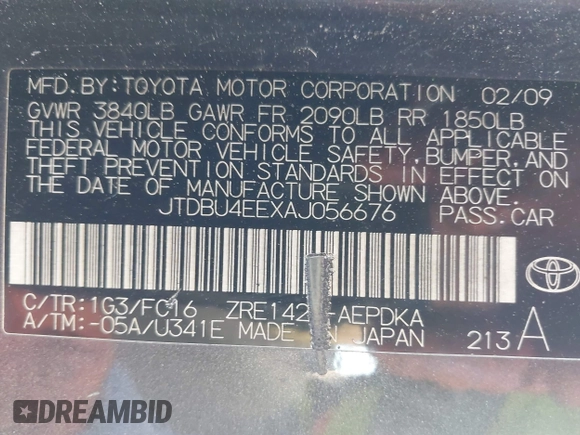 MFD. BY: TOYOTA MOTOR CORPORATION 02/09
GVWR 3840LB GAWR FR 2090LB RR 1850LB
THIS VEHICLE CONFORMS TO ALL APPLICABLE
FEDERAL MOTOR VEHICLE SAFETY, BUMPER, AND
THEFT PREVENTION STANDARDS IN EFFECT ON
THE DATE OF MANUFACTURE SHOWN ABOVE.
JTDBU4EEXAJ056676 PASS. CAR
C/TR: 1G3/FC16 ZRE142 -AEPDKA
A/TM: -05A/U341E MADE IN JAPAN 213 A
DREAMBID